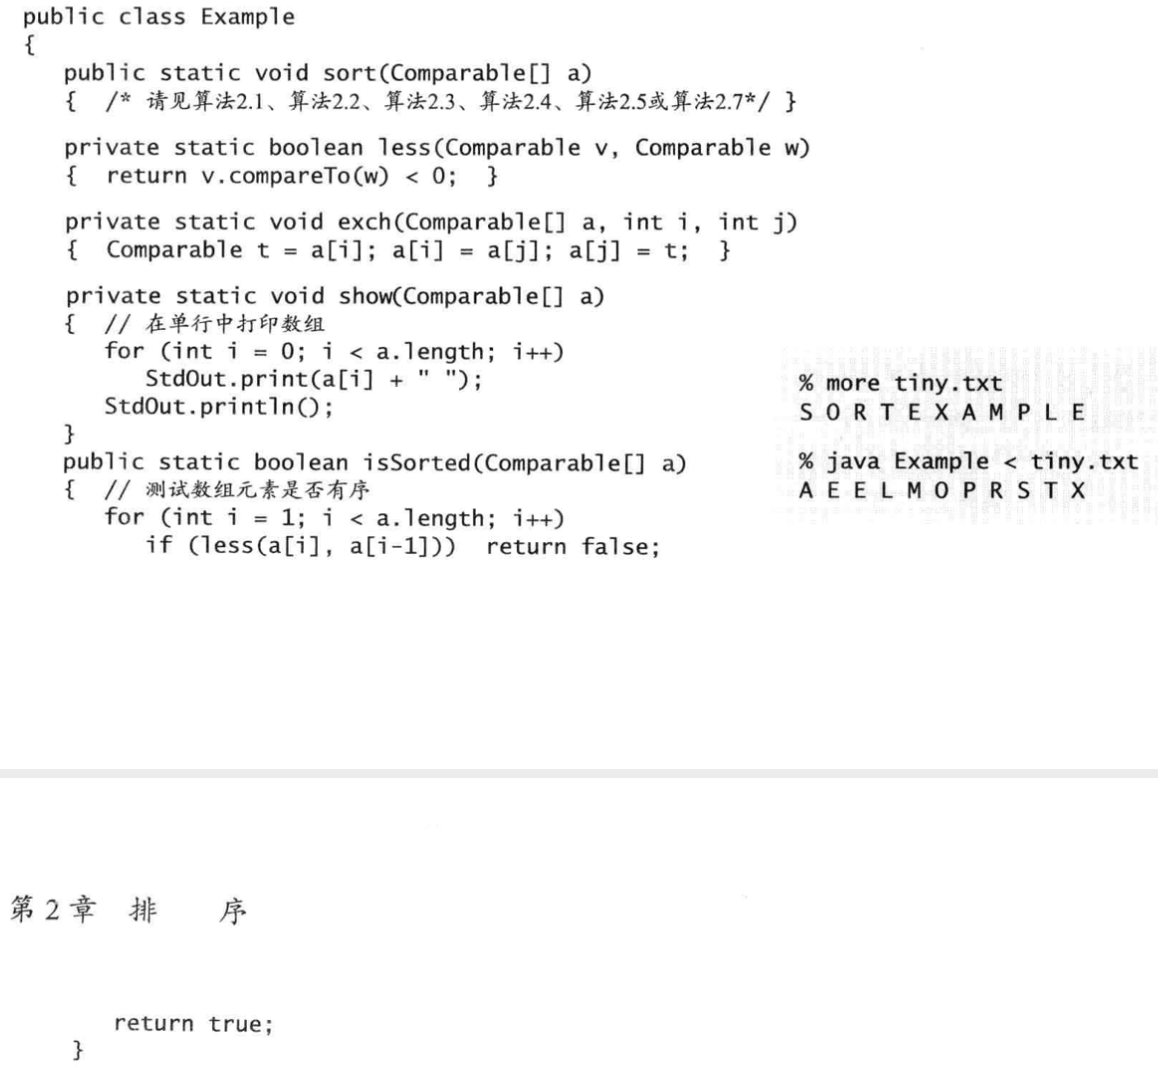 public class Example
{
public static void sort(Comparable[] a)
{ /* 请见算法2.1、算法2.2、算法2.3、算法2.4、算法2.5或算法2.7*/ }
private static boolean less(Comparable v, Comparable w)
{ return v.compareTo(w) < 0; }
private static void exch(Comparable[] a, int i, int j)
{ Comparable t = a[i]; a[i] = a[j]; a[j] = t; }
private static void show(Comparable[] a)
{ // 在单行中打印数组
for (int i = 0; i < a.length; i++)
StdOut.print(a[i] + " ");
StdOut.println();
}
public static boolean isSorted(Comparable[] a)
{ // 测试数组元素是否有序
for (int i = 1; i < a.length; i++)
if (less(a[i], a[i-1])) return false;
% more tiny.txt
S O R T E X A M P L E
% java Example < tiny.txt
A E E L M O P R S T X
第 2 章 排 序
return true;
}